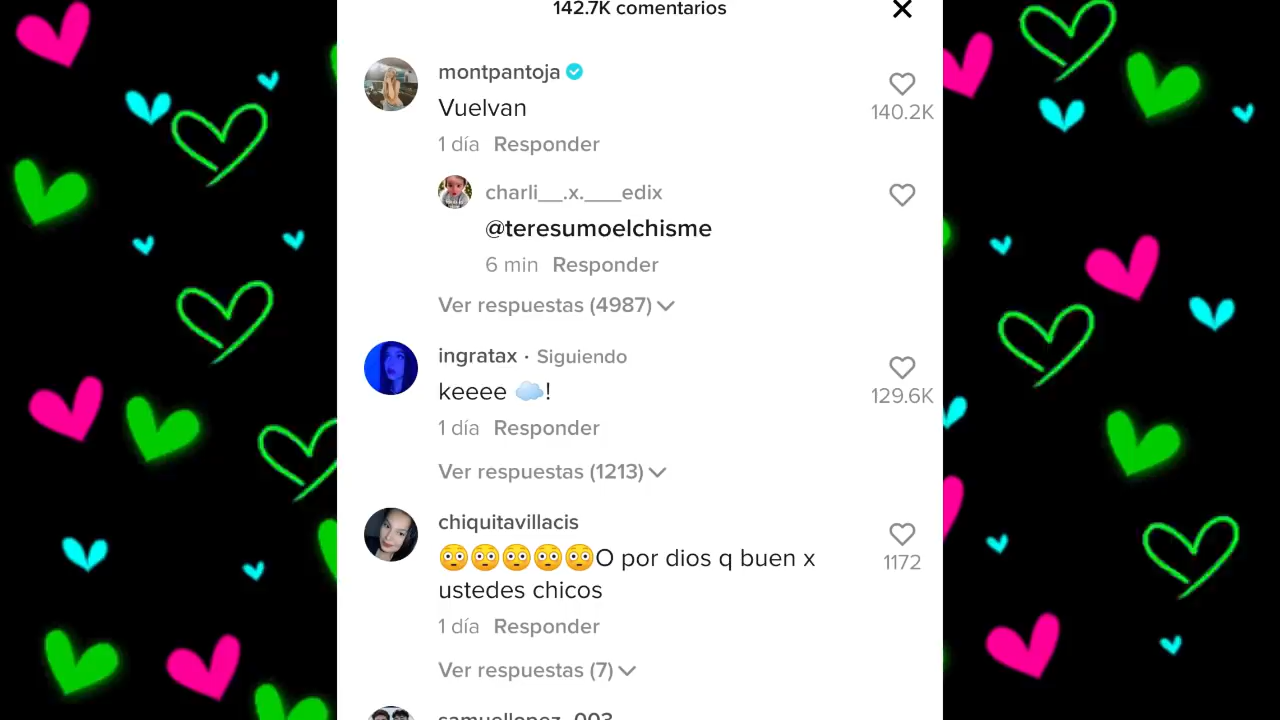 142.7K comentarios
montpantoja
Vuelvan
140.2K
1 día Responder
charli__.x.___edix
@teresumoelchisme
6 min Responder
Ver respuestas (4987)
ingratax · Siguiendo
keeee ☁️!
129.6K
1 día Responder
Ver respuestas (1213)
chiquitavillacis
😳😳😳😳😳O por dios q buen x
ustedes chicos
1172
1 día Responder
Ver respuestas (7)
samuellopez_003